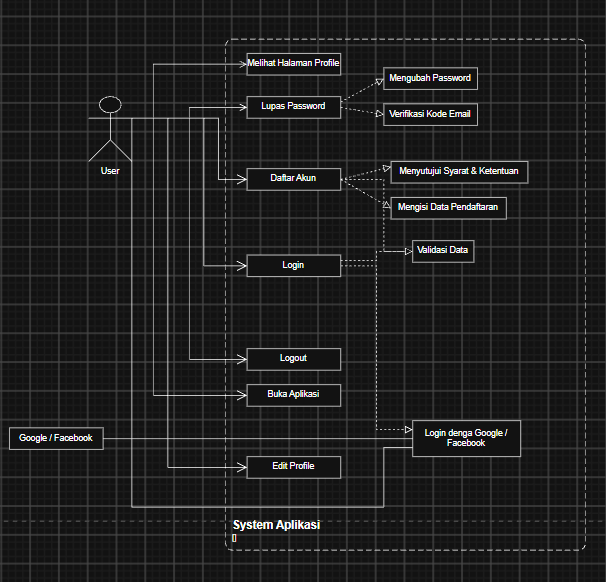 Melihat Halaman Profile
Mengubah Password
Lupas Password
Verifikasi Kode Email
User
Menyutujui Syarat & Ketentuan
Daftar Akun
Mengisi Data Pendaftaran
Validasi Data
Login
Logout
Buka Aplikasi
Google / Facebook
Login denga Google /
Facebook
Edit Profile
System Aplikasi
[]